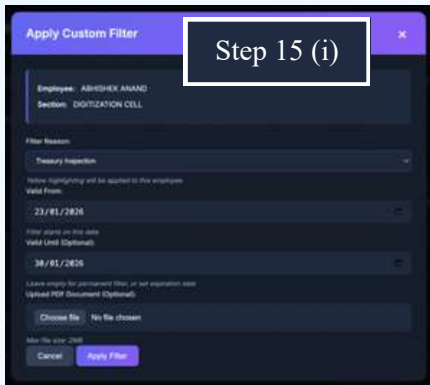 Apply Custom Filter
×
Step 15 (i)
Employee: ABHISHEK ANAND
Section: DIGITIZATION CELL
Filter Reason:
Treasury Inspection
Yellow highlighting will be applied to this employee
Valid From:
23/01/2026
Filter starts on this date
Valid Until (Optional):
30/01/2026
Leave empty for permanent filter, or set expiration date
Upload PDF Document (Optional):
Choose file No file chosen
Max file size: 2MB
Cancel Apply Filter